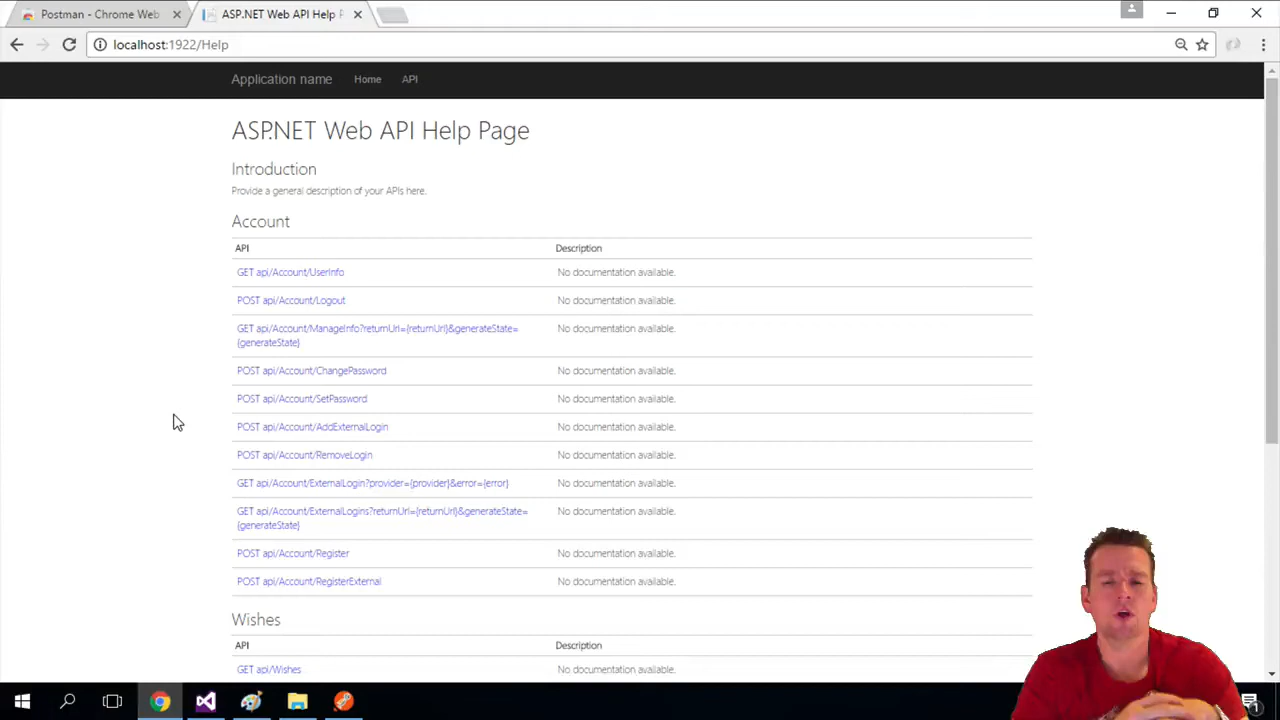 Postman - Chrome Web
ASP.NET Web API Help P
localhost:1922/Help
Application name Home API
ASP.NET Web API Help Page
Introduction
Provide a general description of your APIs here.
Account
API Description
GET api/Account/UserInfo No documentation available.
POST api/Account/Logout No documentation available.
GET api/Account/ManageInfo?returnUrl={returnUrl}&generateState= No documentation available.
{generateState}
POST api/Account/ChangePassword No documentation available.
POST api/Account/SetPassword No documentation available.
POST api/Account/AddExternalLogin No documentation available.
POST api/Account/RemoveLogin No documentation available.
GET api/Account/ExternalLogin?provider={provider}&error={error} No documentation available.
GET api/Account/ExternalLogins?returnUrl={returnUrl}&generateState= No documentation available.
{generateState}
POST api/Account/Register No documentation available.
POST api/Account/RegisterExternal No documentation available.
Wishes
API Description
GET api/Wishes No documentation available.
1